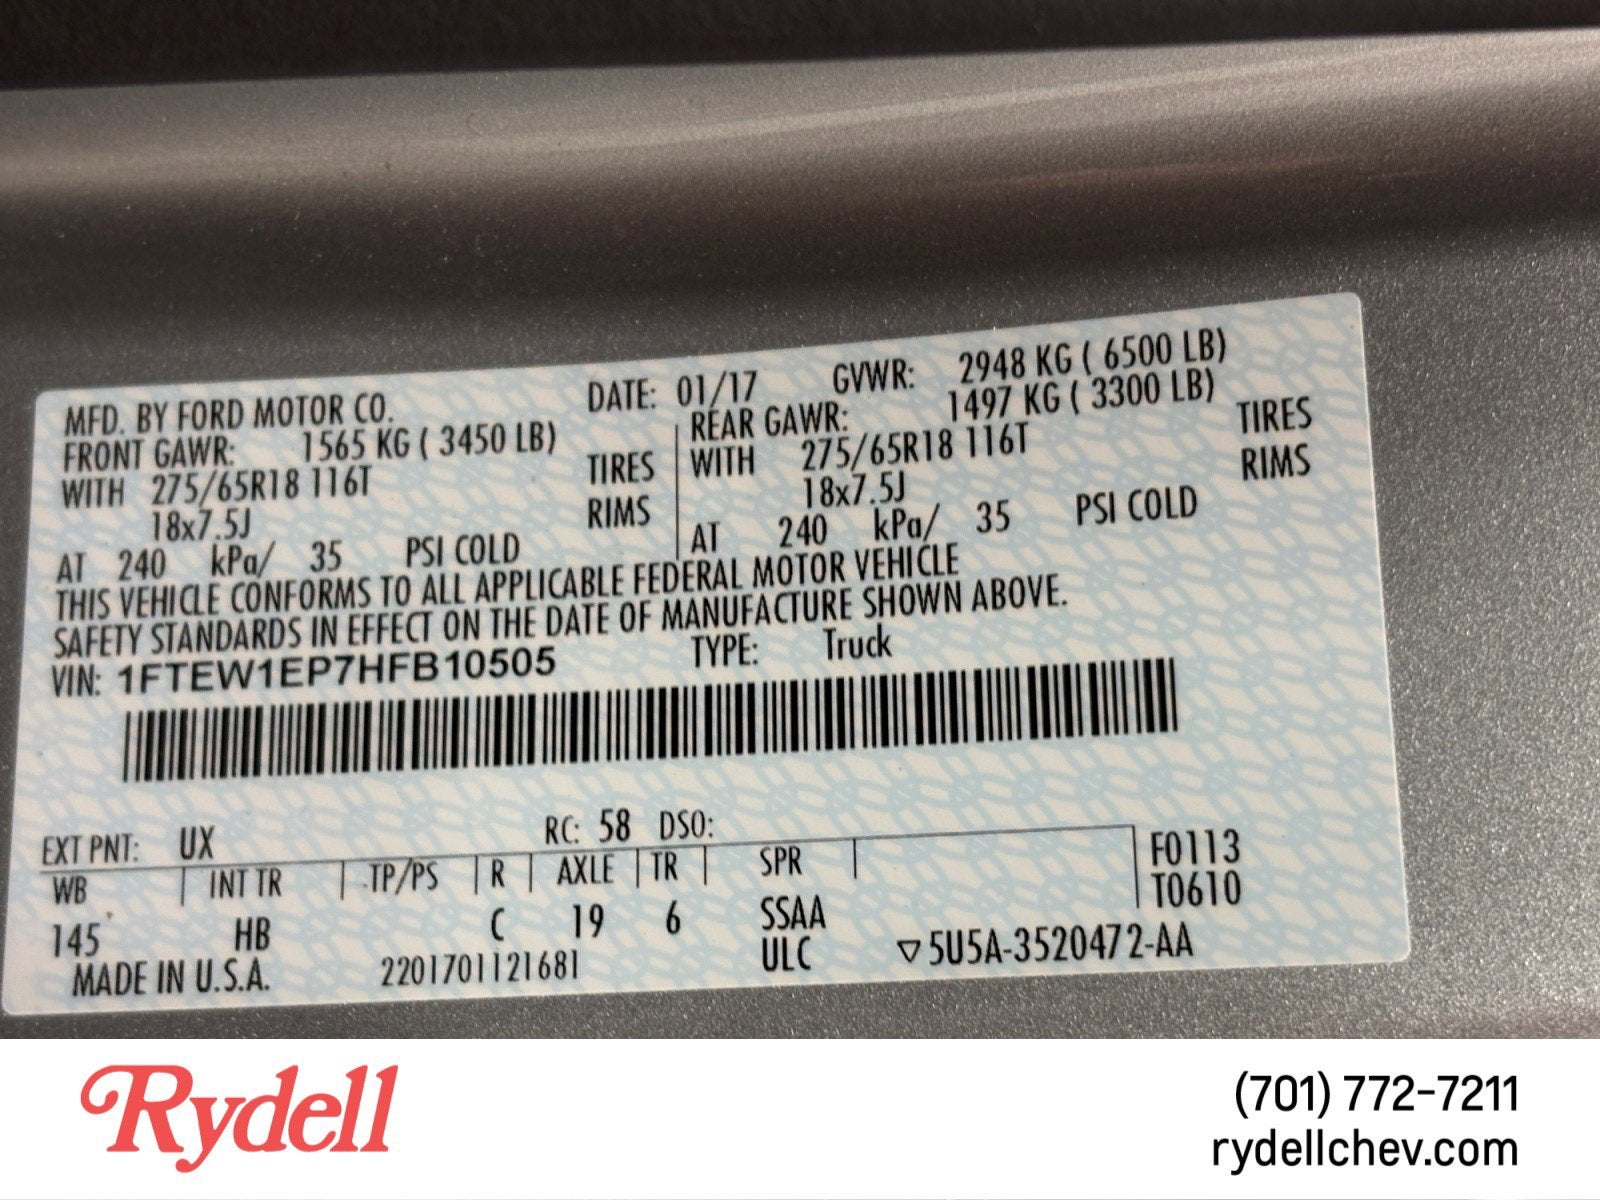 MFD. BY FORD MOTOR CO. DATE: 01/17 GVWR: 2948 KG ( 6500 LB)
FRONT GAWR: 1565 KG ( 3450 LB) REAR GAWR: 1497 KG ( 3300 LB)
WITH 275/65R18 116T TIRES WITH 275/65R18 116T TIRES
18x7.5J RIMS 18x7.5J RIMS
AT 240 kPa/ 35 PSI COLD AT 240 kPa/ 35 PSI COLD
THIS VEHICLE CONFORMS TO ALL APPLICABLE FEDERAL MOTOR VEHICLE
SAFETY STANDARDS IN EFFECT ON THE DATE OF MANUFACTURE SHOWN ABOVE.
VIN: 1FTEW1EP7HFB10505 TYPE: Truck
EXT PNT: UX RC: 58 DSO:
WB INT TR TP/PS R AXLE TR SPR F0113
T0610
145 HB C 19 6 SSAA
MADE IN U.S.A. 2201701121681 ULC ▽5U5A-3520472-AA
Rydell
(701) 772-7211
rydellchev.com